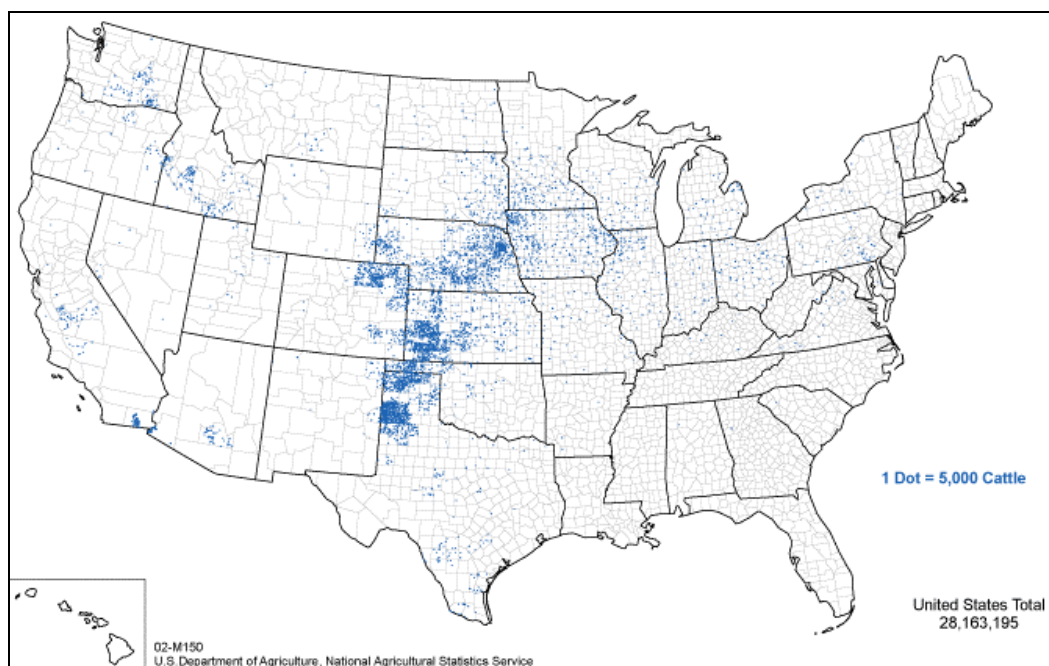 1 Dot = 5,000 Cattle
United States Total
28,163,195
02-M150
U.S.Department of Agriculture, National Agricultural Statistics Service